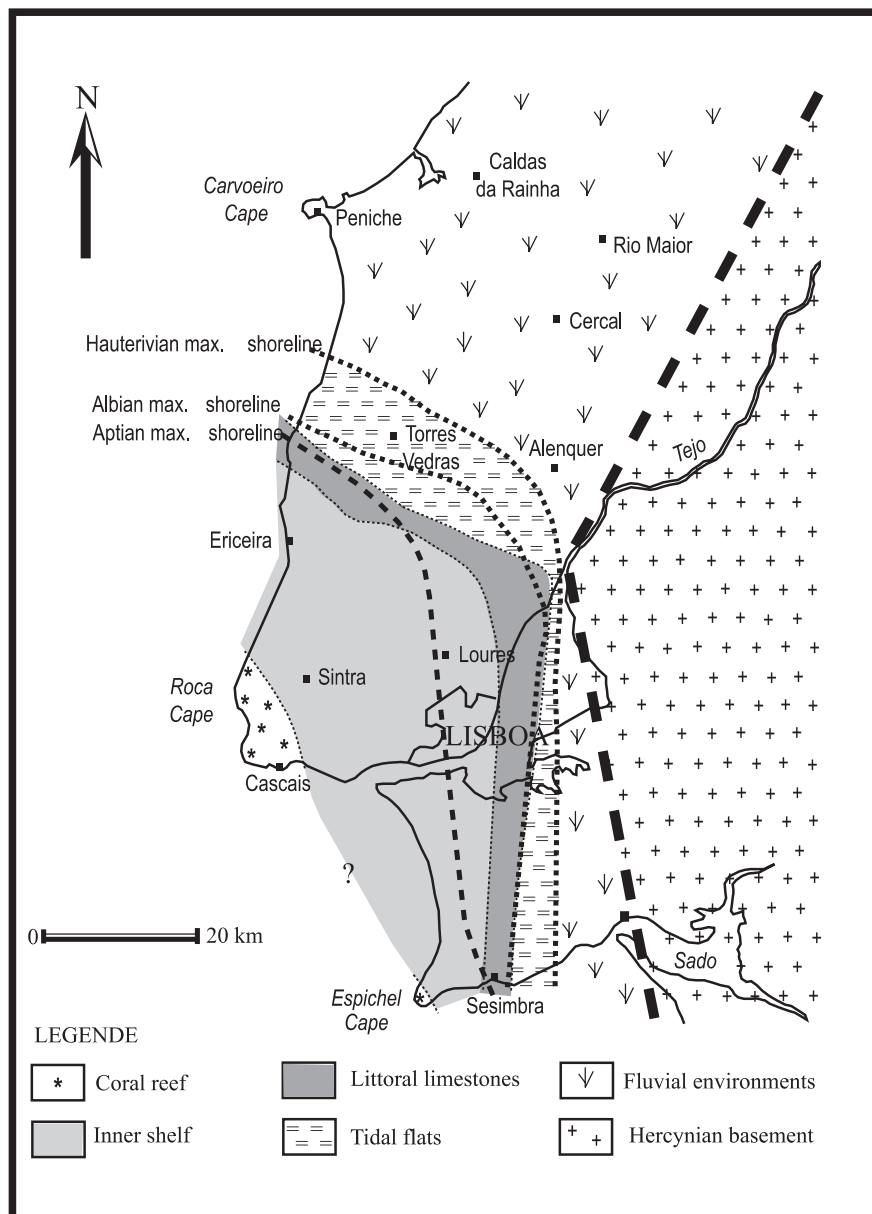 N
Caldas
da Rainha
Carvoeiro
Cape
Peniche
Rio Maior
Cercal
Hauterivian max. shoreline
Albian max. shoreline
Aptian max. shoreline
Torres
Vedras
Alenquer
Tejo
Ericeira
Loures
Sintra
Roca
Cape
LISBOA
Cascais
?
0 20 km
Sado
Espichel
Cape
Sesimbra
LEGENDE
Coral reef
Littoral limestones
Fluvial environments
Inner shelf
Tidal flats
Hercynian basement